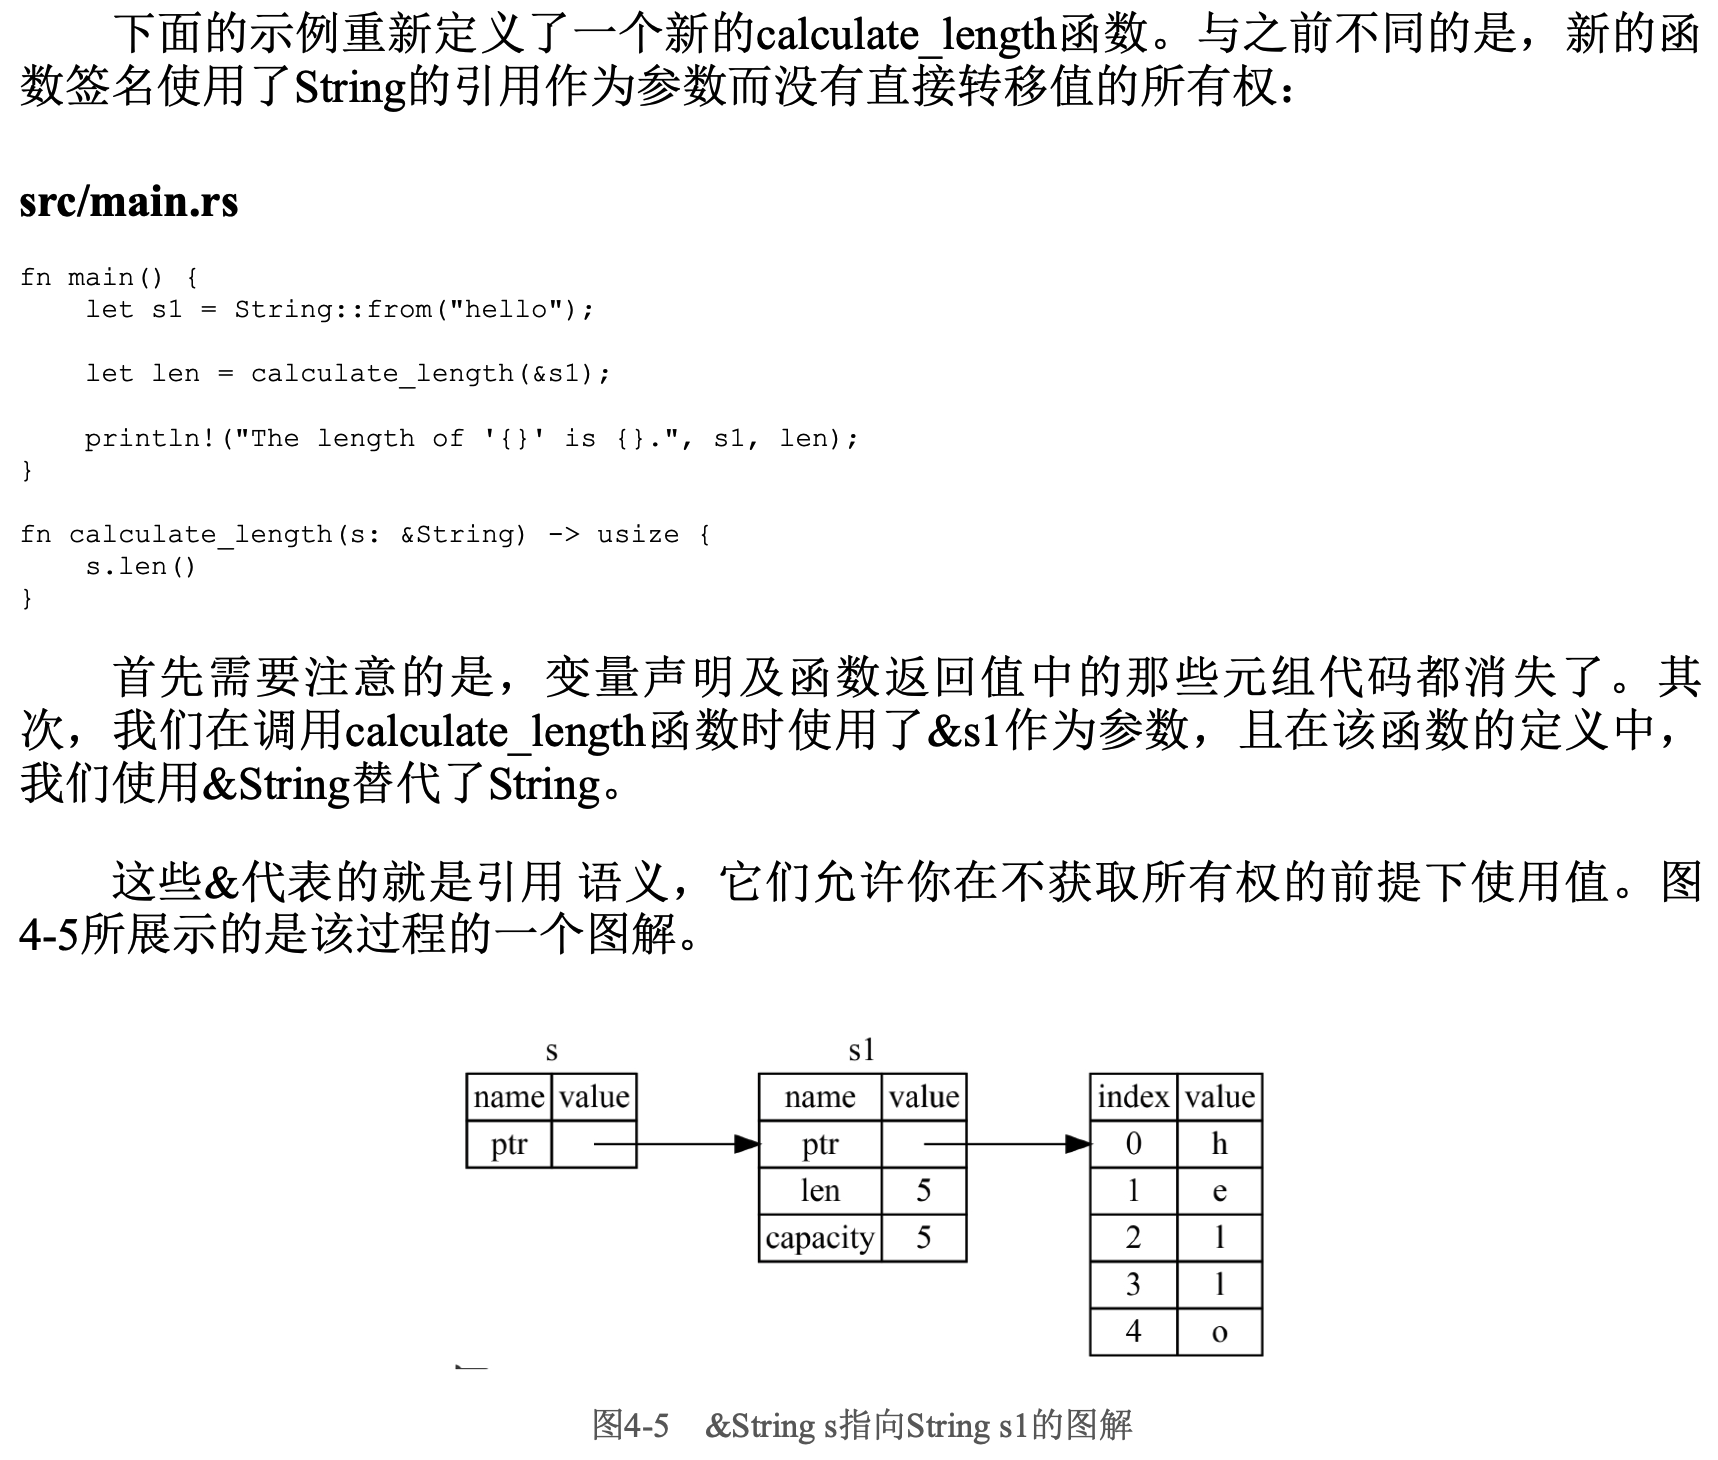 下面的示例重新定义了一个新的calculate_length函数。与之前不同的是，新的函
数签名使用了String的引用作为参数而没有直接转移值的所有权：
src/main.rs
fn main() {
    let s1 = String::from("hello");
    let len = calculate_length(&s1);
    println!("The length of '{}' is {}.", s1, len);
}
fn calculate_length(s: &String) -> usize {
    s.len()
}
首先需要注意的是，变量声明及函数返回值中的那些元组代码都消失了。其
次，我们在调用calculate_length函数时使用了&s1作为参数，且在该函数的定义中，
我们使用&String替代了String。
这些&代表的就是引用 语义，它们允许你在不获取所有权的前提下使用值。图
4-5所展示的是该过程的一个图解。
s s1
name value name value index value
ptr ptr 0 h
len 5 1 e
capacity 5 2 l
3 l
4 o
图4-5 &String s指向String s1的图解